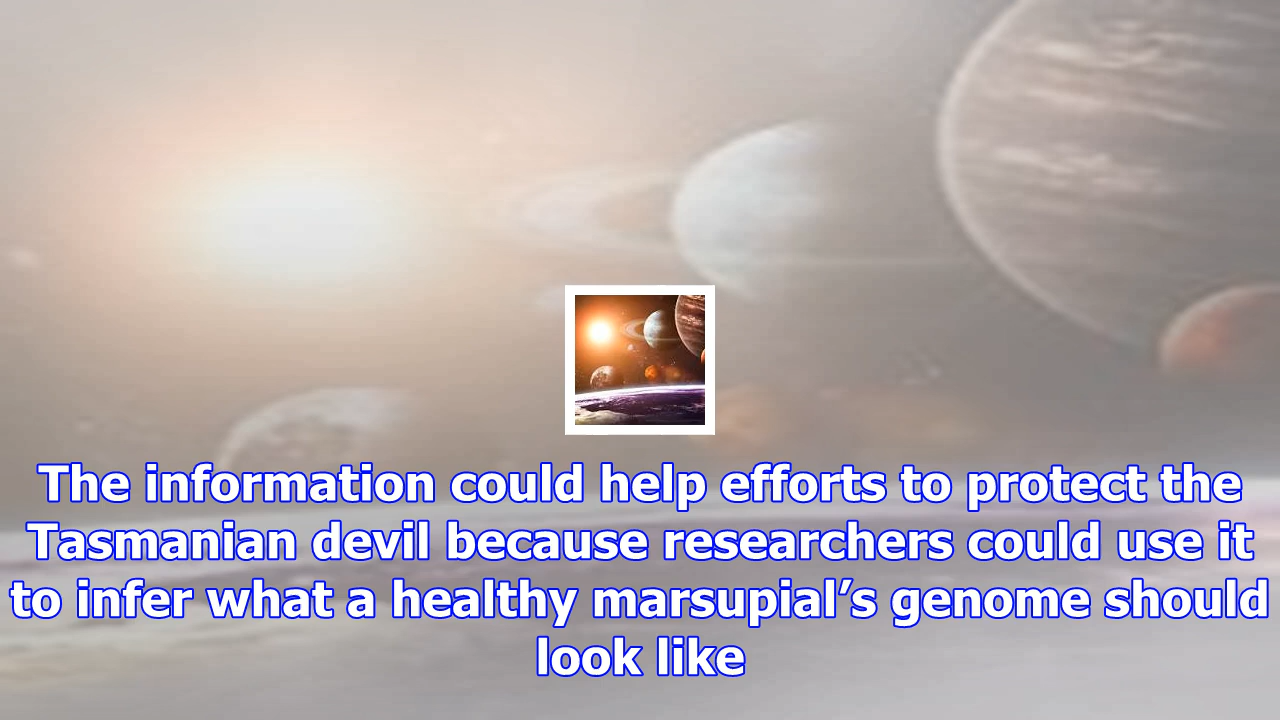 The information could help efforts to protect the
Tasmanian devil because researchers could use it
to infer what a healthy marsupial’s genome should
look like